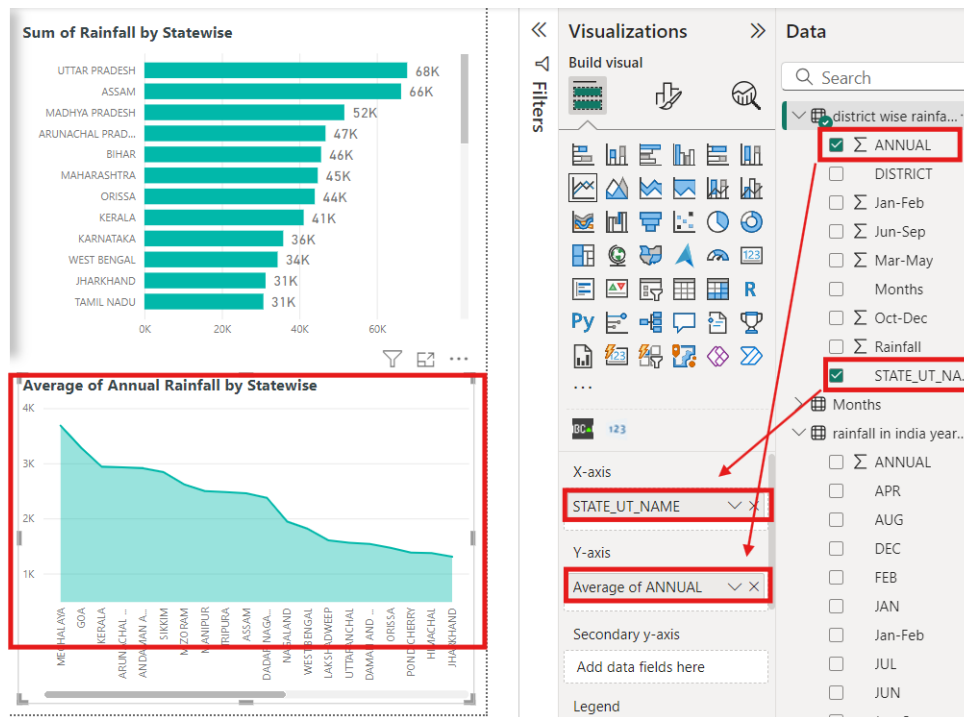 Sum of Rainfall by Statewise
UTTAR PRADESH 68K
ASSAM 66K
MADHYA PRADESH 52K
ARUNACHAL PRAD... 47K
BIHAR 46K
MAHARASHTRA 45K
ORISSA 44K
KERALA 41K
KARNATAKA 36K
WEST BENGAL 34K
JHARKHAND 31K
TAMIL NADU 31K
0K 20K 40K 60K
Average of Annual Rainfall by Statewise
4K
3K
2K
1K
MEGHALAYA
GOA
KERALA
ARUNACHAL ...
ANDAMAN A...
SIKKIM
MIZORAM
MANIPUR
TRIPURA
ASSAM
DADAR NAGA...
NAGALAND
WEST BENGAL
LAKSHADWEEP
UTTARANCHAL
DAMAN AND ...
ORISSA
PONDICHERRY
HIMACHAL
JHARKHAND
Filters
Visualizations
Build visual
123
R
Py
123
123
...
X-axis
STATE_UT_NAME
Y-axis
Average of ANNUAL
Secondary y-axis
Add data fields here
Legend
Data
Search
district wise rainfa...
ANNUAL
DISTRICT
Jan-Feb
Jun-Sep
Mar-May
Months
Oct-Dec
Rainfall
STATE_UT_NA...
Months
rainfall in india year...
ANNUAL
APR
AUG
DEC
FEB
JAN
Jan-Feb
JUL
JUN